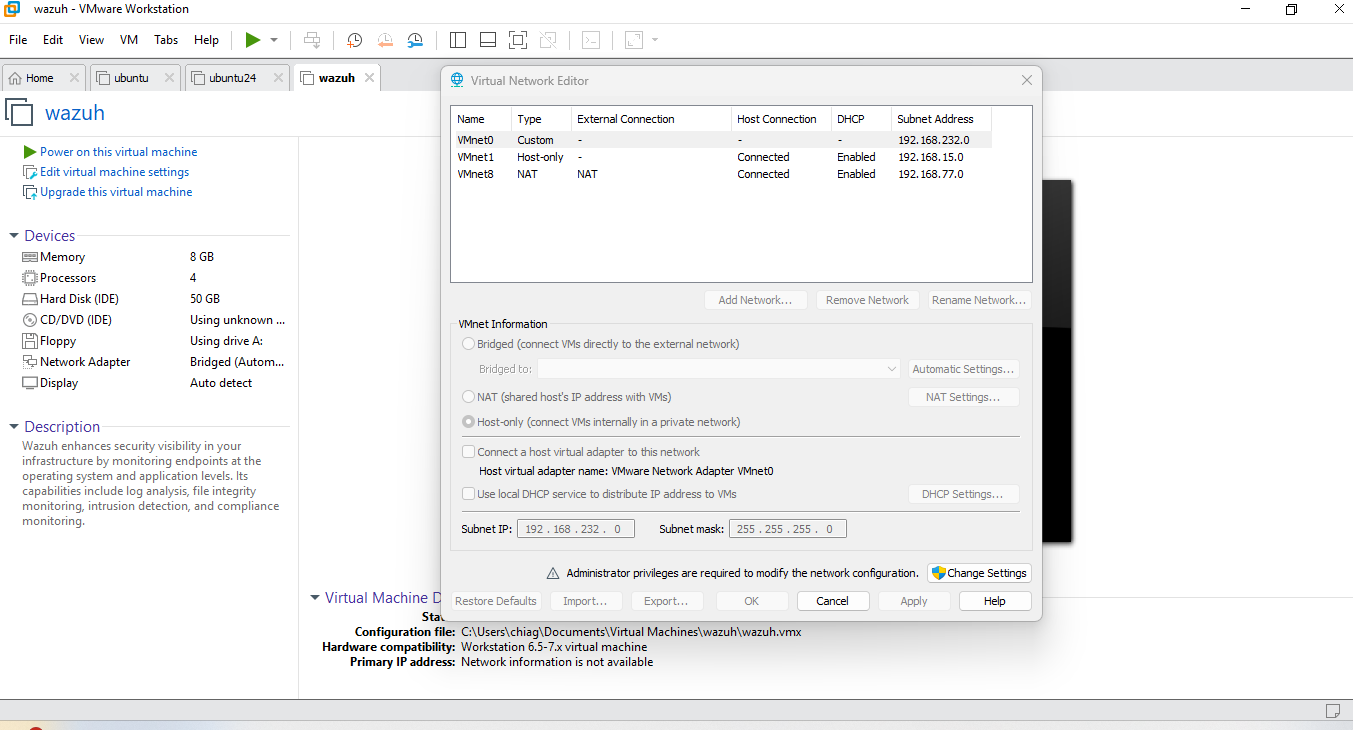 wazuh - VMware Workstation
File Edit View VM Tabs Help
Home ubuntu ubuntu24 wazuh
wazuh
Power on this virtual machine
Edit virtual machine settings
Upgrade this virtual machine
Devices
Memory 8 GB
Processors 4
Hard Disk (IDE) 50 GB
CD/DVD (IDE) Using unknown ...
Floppy Using drive A:
Network Adapter Bridged (Autom...
Display Auto detect
Description
Wazuh enhances security visibility in your
infrastructure by monitoring endpoints at the
operating system and application levels. Its
capabilities include log analysis, file integrity
monitoring, intrusion detection, and compliance
monitoring.
Virtual Network Editor
Name Type External Connection Host Connection DHCP Subnet Address
VMnet0 Custom - - - 192.168.232.0
VMnet1 Host-only - Connected Enabled 192.168.15.0
VMnet8 NAT NAT Connected Enabled 192.168.77.0
Add Network... Remove Network Rename Network...
VMnet Information
Bridged (connect VMs directly to the external network)
Bridged to: Automatic Settings...
NAT (shared host's IP address with VMs) NAT Settings...
Host-only (connect VMs internally in a private network)
Connect a host virtual adapter to this network
Host virtual adapter name: VMware Network Adapter VMnet0
Use local DHCP service to distribute IP address to VMs DHCP Settings...
Subnet IP: 192 . 168 . 232 . 0 Subnet mask: 255 . 255 . 255 . 0
Administrator privileges are required to modify the network configuration. Change Settings
Restore Defaults Import... Export... OK Cancel Apply Help
Virtual Machine D
Configuration file: C:\Users\chiag\Documents\Virtual Machines\wazuh\wazuh.vmx
Hardware compatibility: Workstation 6.5-7.x virtual machine
Primary IP address: Network information is not available